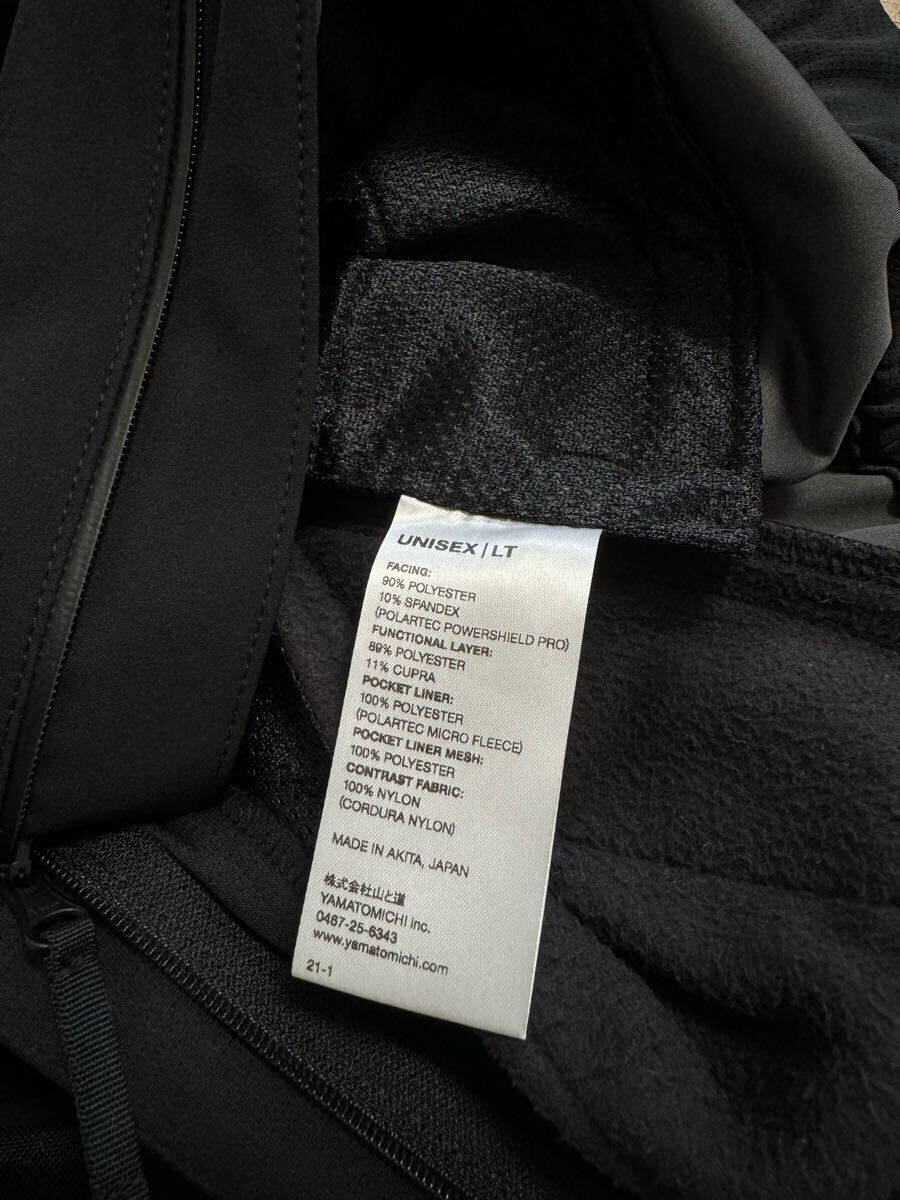 UNISEX | LT
FACING:
90% POLYESTER
10% SPANDEX
(POLARTEC POWERSHIELD PRO)
FUNCTIONAL LAYER:
89% POLYESTER
11% CUPRA
POCKET LINER:
100% POLYESTER
(POLARTEC MICRO FLEECE)
POCKET LINER MESH:
100% POLYESTER
CONTRAST FABRIC:
100% NYLON
(CORDURA NYLON)
MADE IN AKITA, JAPAN
株式会社山と道
YAMATOMICHI inc.
0467-25-6343
www.yamatomichi.com
21-1